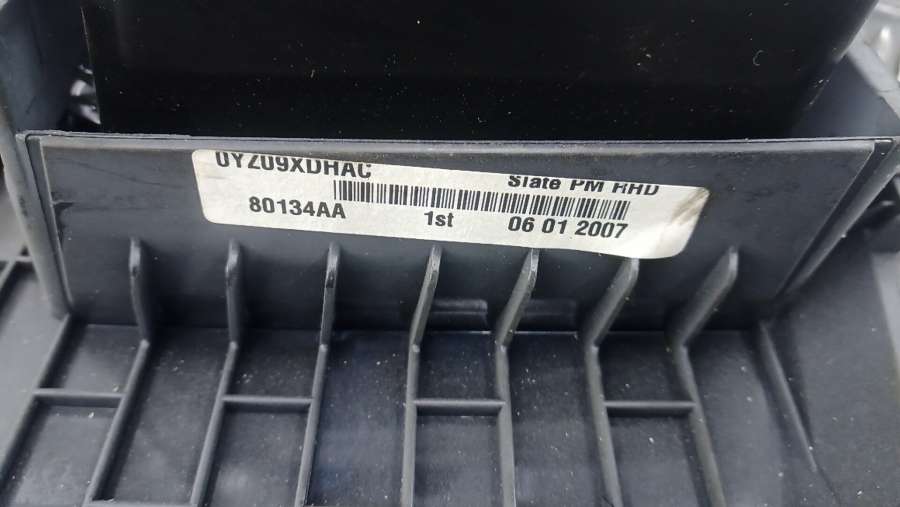 0YZ09XDHAC
Slate PM RHD
80134AA
1st
06 01 2007